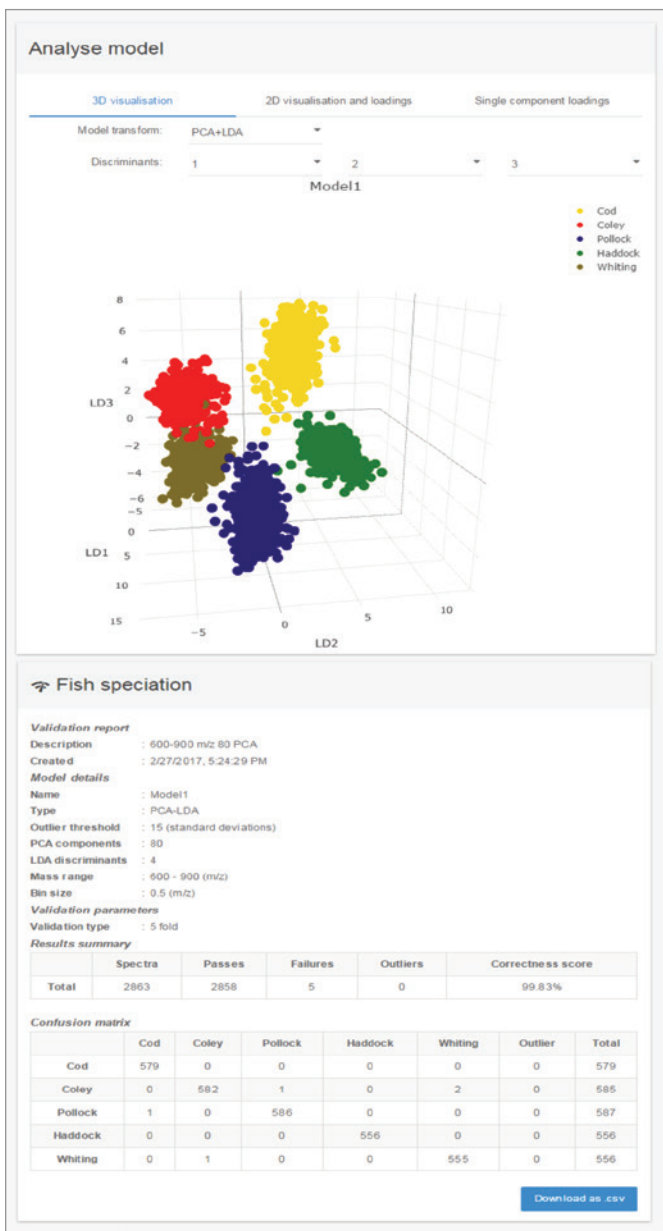 Analyse model
3D visualisation 2D visualisation and loadings Single component loadings
Model transform: PCA+LDA
Discriminants: 1 2 3
Model1
Cod
Coley
Pollock
Haddock
Whiting
8
6
4
2
LD3
0
−2
−4
−6
−5
0
LD1 5
10
15
−5 0 5 10
LD2
Fish speciation
Validation report
Description : 600-900 m/z 80 PCA
Created : 2/27/2017, 5:24:29 PM
Model details
Name : Model1
Type : PCA-LDA
Outlier threshold : 15 (standard deviations)
PCA components : 80
LDA discriminants : 4
Mass range : 600 - 900 (m/z)
Bin size : 0.5 (m/z)
Validation parameters
Validation type : 5 fold
Results summary
Spectra Passes Failures Outliers Correctness score
Total 2863 2858 5 0 99.83%
Confusion matrix
Cod Coley Pollock Haddock Whiting Outlier Total
Cod 579 0 0 0 0 0 579
Coley 0 582 1 0 2 0 585
Pollock 1 0 586 0 0 0 587
Haddock 0 0 0 556 0 0 556
Whiting 0 1 0 0 555 0 556
Download as .csv